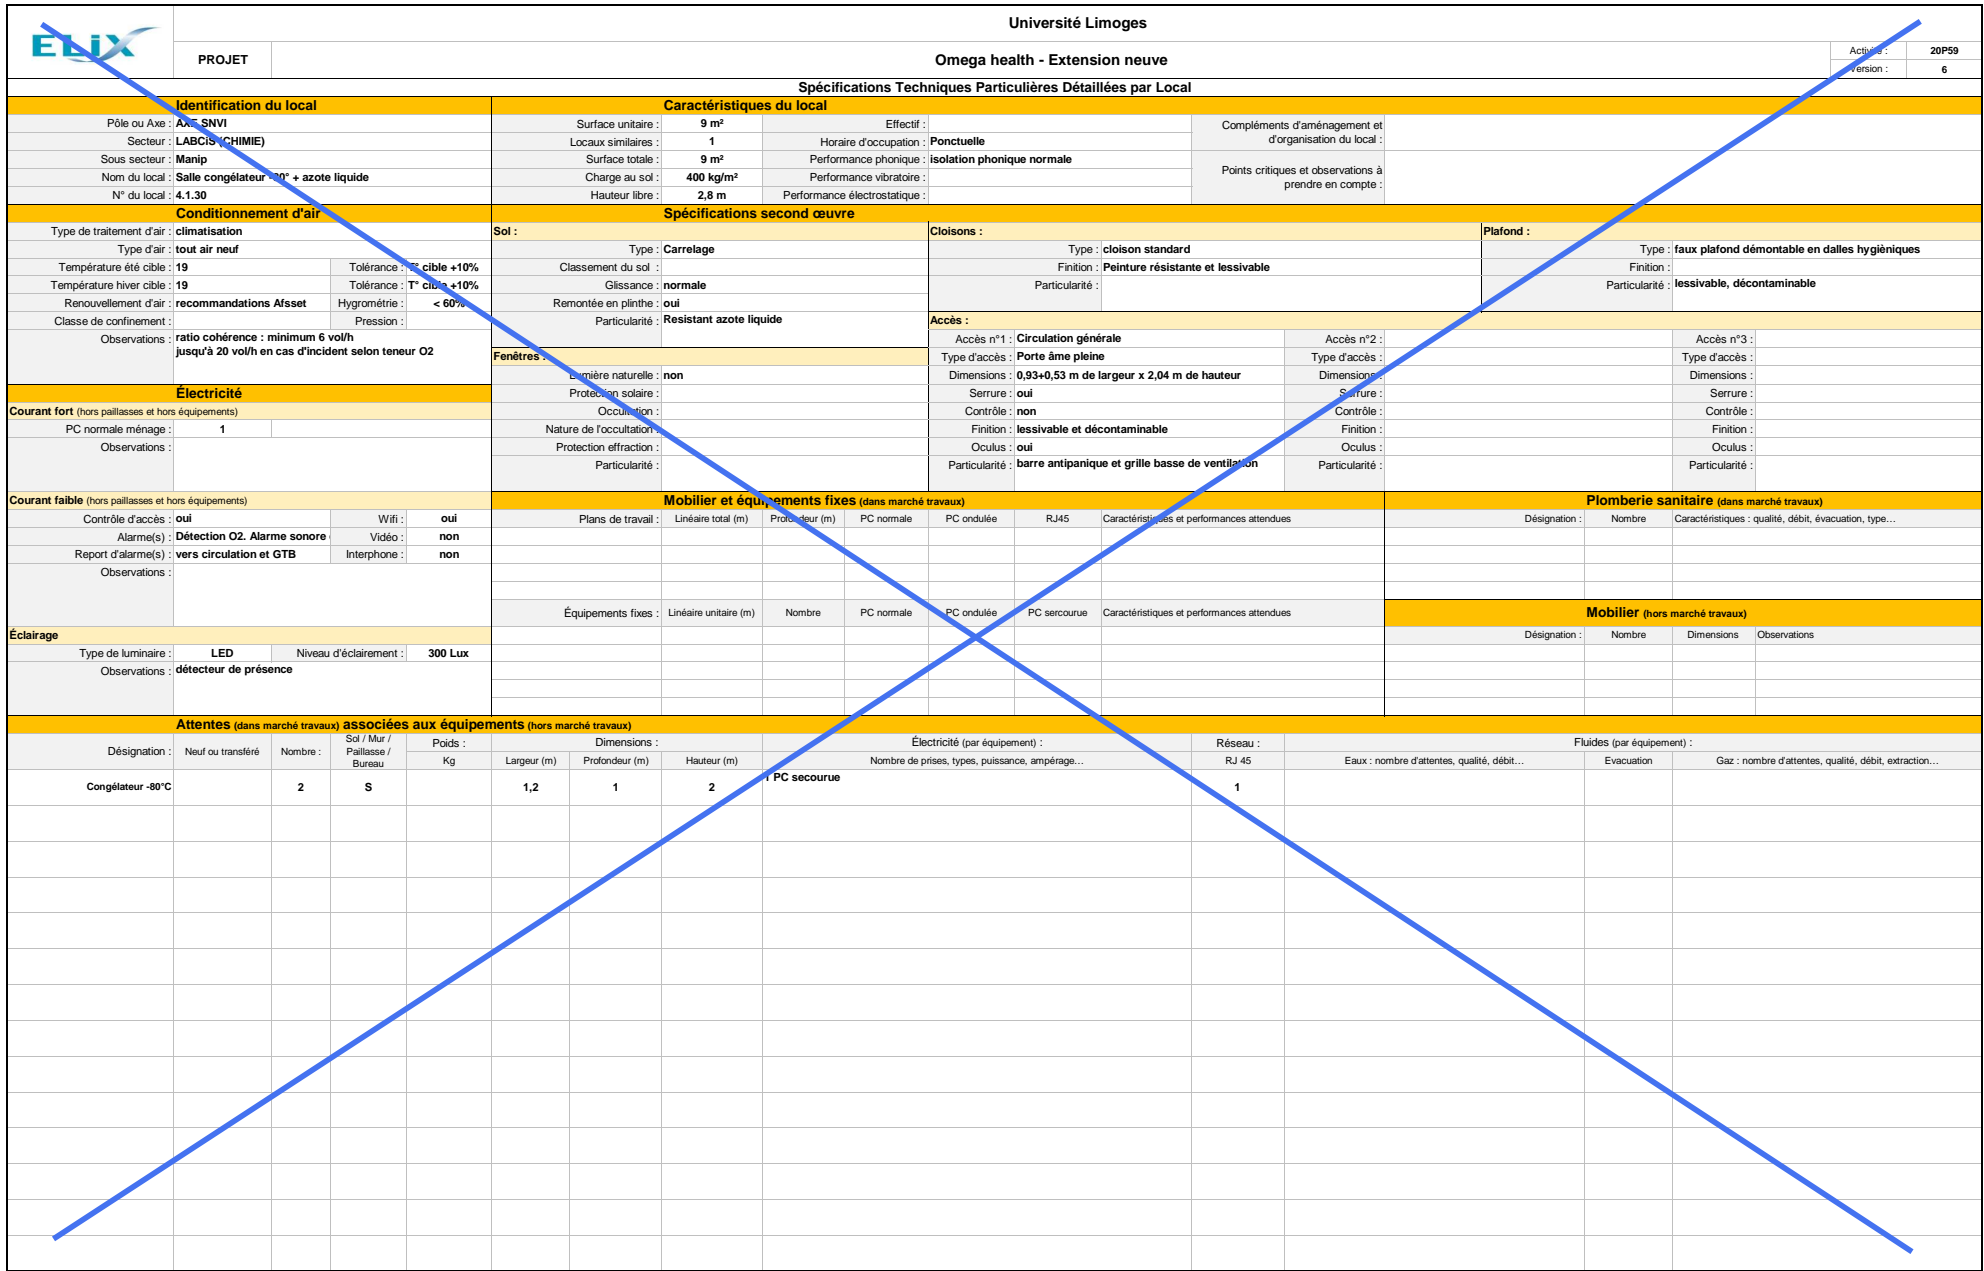 ELiX
Université Limoges
PROJET
Omega health - Extension neuve
Activité : 20P59
Version : 6
Spécifications Techniques Particulières Détaillées par Local
Identification du local
Pôle ou Axe : AXE SNVI
Secteur : LABCiS (CHIMIE)
Sous secteur : Manip
Nom du local : Salle congélateur -80° + azote liquide
N° du local : 4.1.30
Caractéristiques du local
Surface unitaire : 9 m²
Locaux similaires : 1
Surface totale : 9 m²
Charge au sol : 400 kg/m²
Hauteur libre : 2,8 m
Effectif :
Horaire d'occupation : Ponctuelle
Performance phonique : isolation phonique normale
Performance vibratoire :
Performance électrostatique :
Compléments d'aménagement et
d'organisation du local :
Points critiques et observations à
prendre en compte :
Conditionnement d'air
Type de traitement d'air : climatisation
Type d'air : tout air neuf
Température été cible : 19 Tolérance : T° cible +10%
Température hiver cible : 19 Tolérance : T° cible +10%
Renouvellement d'air : recommandations Afsset Hygrométrie : < 60%
Classe de confinement : Pression :
Observations : ratio cohérence : minimum 6 vol/h
jusqu'à 20 vol/h en cas d'incident selon teneur O2
Spécifications second œuvre
Sol :
Type : Carrelage
Classement du sol :
Glissance : normale
Remontée en plinthe : oui
Particularité : Resistant azote liquide
Cloisons :
Type : cloison standard
Finition : Peinture résistante et lessivable
Particularité :
Plafond :
Type : faux plafond démontable en dalles hygièniques
Finition :
Particularité : lessivable, décontaminable
Fenêtres :
Lumière naturelle : non
Protection solaire :
Occultation :
Nature de l'occultation :
Protection effraction :
Particularité :
Accès :
Accès n°1 : Circulation générale Accès n°2 : Accès n°3 :
Type d'accès : Porte âme pleine Type d'accès : Type d'accès :
Dimensions : 0,93+0,53 m de largeur x 2,04 m de hauteur Dimensions : Dimensions :
Serrure : oui Serrure : Serrure :
Contrôle : non Contrôle : Contrôle :
Finition : lessivable et décontaminable Finition : Finition :
Oculus : oui Oculus : Oculus :
Particularité : barre antipanique et grille basse de ventilation Particularité : Particularité :
Électricité
Courant fort (hors paillasses et hors équipements)
PC normale ménage : 1
Observations :
Courant faible (hors paillasses et hors équipements)
Contrôle d'accès : oui Wifi : oui
Alarme(s) : Détection O2. Alarme sonore Vidéo : non
Report d'alarme(s) : vers circulation et GTB Interphone : non
Observations :
Éclairage
Type de luminaire : LED Niveau d'éclairement : 300 Lux
Observations : détecteur de présence
Mobilier et équipements fixes (dans marché travaux)
Plans de travail : Linéaire total (m) Profondeur (m) PC normale PC ondulée RJ45 Caractéristiques et performances attendues
Équipements fixes : Linéaire unitaire (m) Nombre PC normale PC ondulée PC sercourue Caractéristiques et performances attendues
Plomberie sanitaire (dans marché travaux)
Désignation : Nombre Caractéristiques : qualité, débit, évacuation, type…
Mobilier (hors marché travaux)
Désignation : Nombre Dimensions Observations
Attentes (dans marché travaux) associées aux équipements (hors marché travaux)
Désignation : Neuf ou transféré Nombre : Sol / Mur / Paillasse / Bureau Poids : Dimensions : Électricité (par équipement) : Réseau : Fluides (par équipement) :
Kg Largeur (m) Profondeur (m) Hauteur (m) Nombre de prises, types, puissance, ampérage… RJ 45 Eaux : nombre d'attentes, qualité, débit… Evacuation Gaz : nombre d'attentes, qualité, débit, extraction…
Congélateur -80°C 2 S 1,2 1 2 1 PC secourue 1